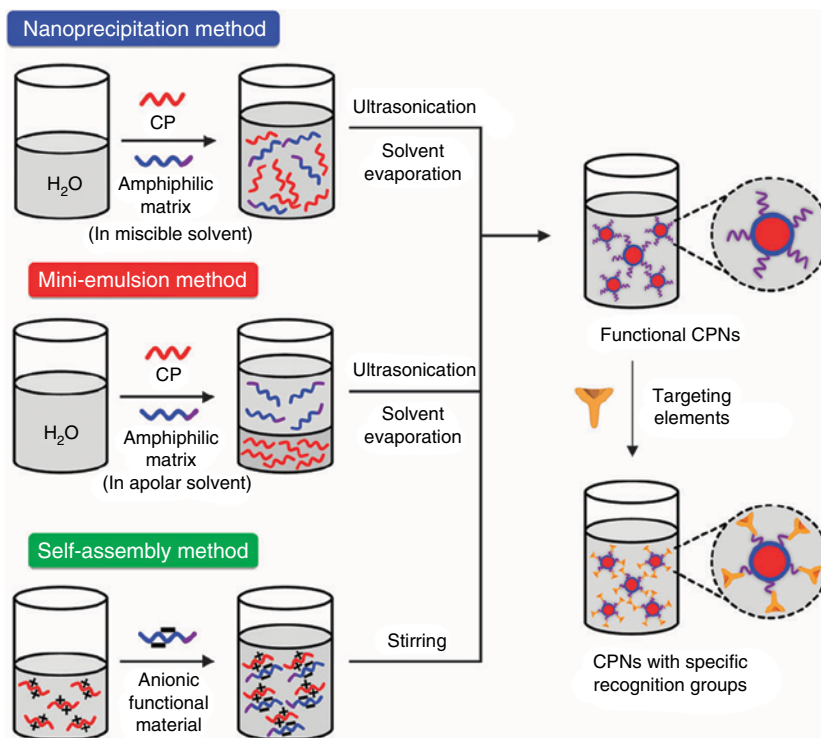 Nanoprecipitation method
CP
H₂O
Amphiphilic
matrix
(In miscible solvent)
Ultrasonication
Solvent
evaporation
Mini-emulsion method
CP
H₂O
Amphiphilic
matrix
(In apolar solvent)
Ultrasonication
Solvent
evaporation
Self-assembly method
Anionic
functional
material
Stirring
Functional CPNs
Targeting
elements
CPNs with specific
recognition groups